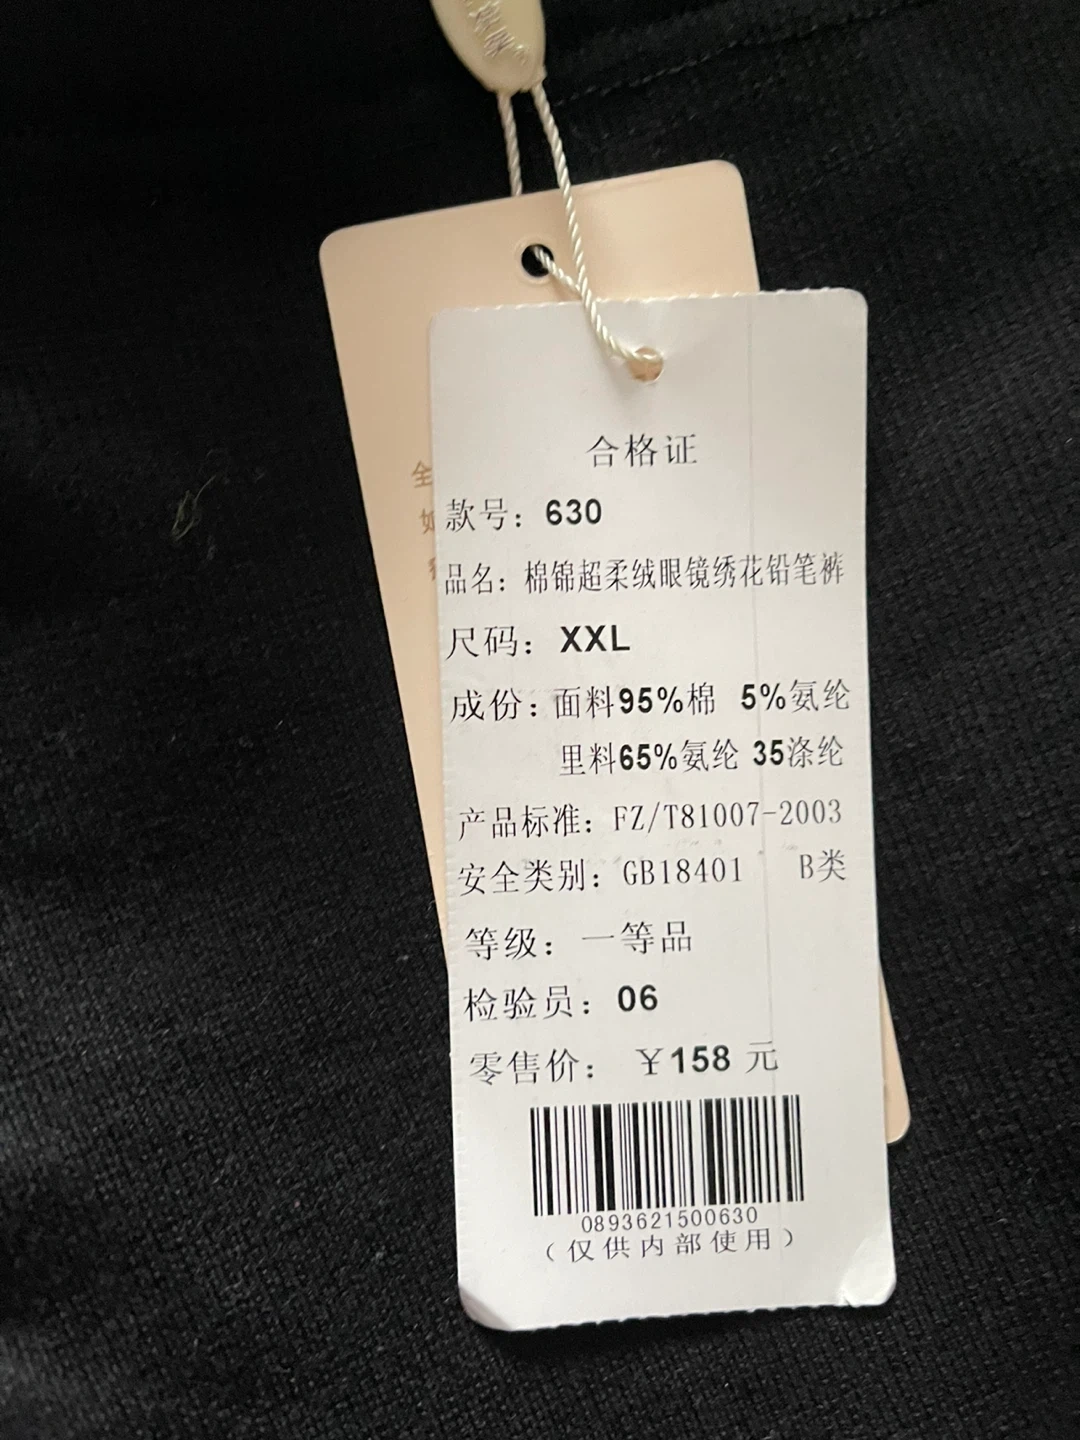 全
合格证
款号：630
品名：棉锦超柔绒眼镜绣花铅笔裤
尺码：XXL
成份：面料95%棉 5%氨纶
里料65%氨纶 35涤纶
产品标准：FZ/T81007-2003
安全类别：GB18401 B类
等级：一等品
检验员：06
零售价：￥158 元
0893621500630
（仅供内部使用）